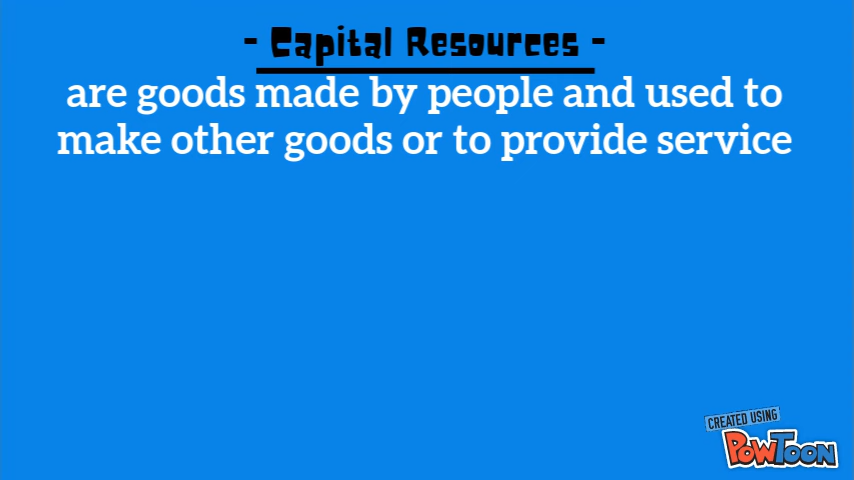 - Capital Resources -
are goods made by people and used to
make other goods or to provide service
CREATED USING
POWTOON